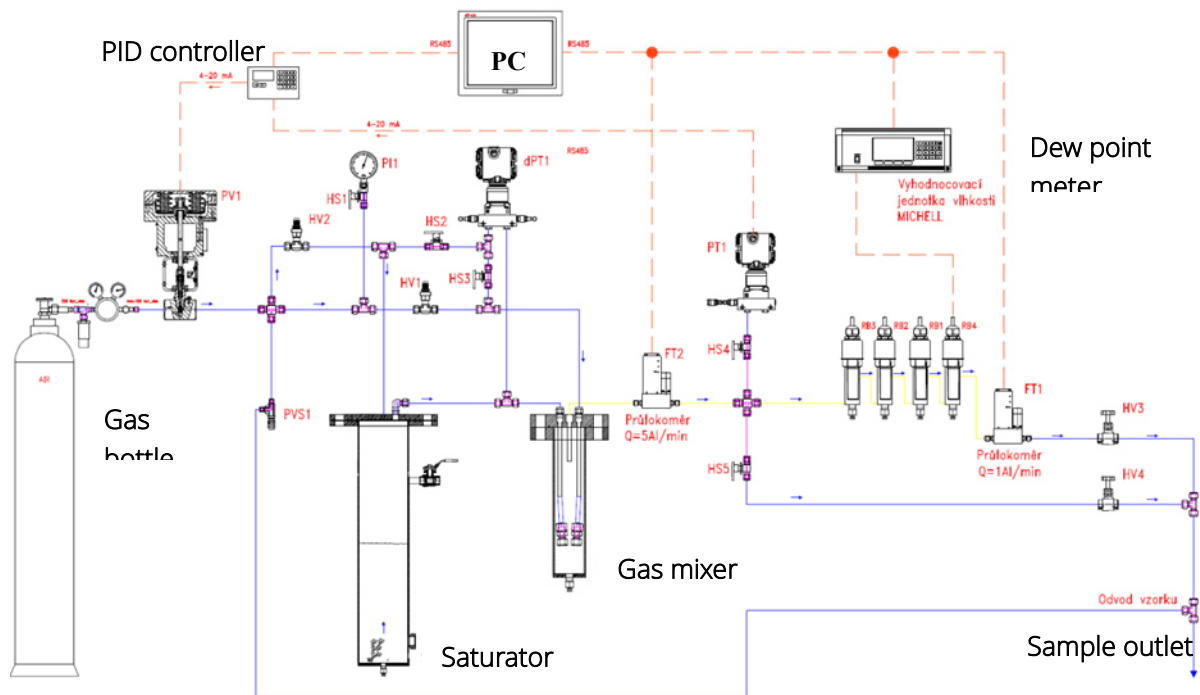 PC
RS485
RS485
PID controller
4-20 mA
4-20 mA
PI1
dPT1
RS485
PV1
HS1
HV2
HS2
Dew point
meter
Vyhodnocovací
jednotka vlhkosti
MICHELL
PT1
HV1
HS3
RB3
RB2
RB1
RB4
HS4
FT2
FT1
AIR
Gas
bottle
PVS1
Průtokoměr
Q=5Al/min
HV3
Průtokoměr
Q=1Al/min
HS5
HV4
Gas mixer
Odvod vzorku
Saturator
Sample outlet